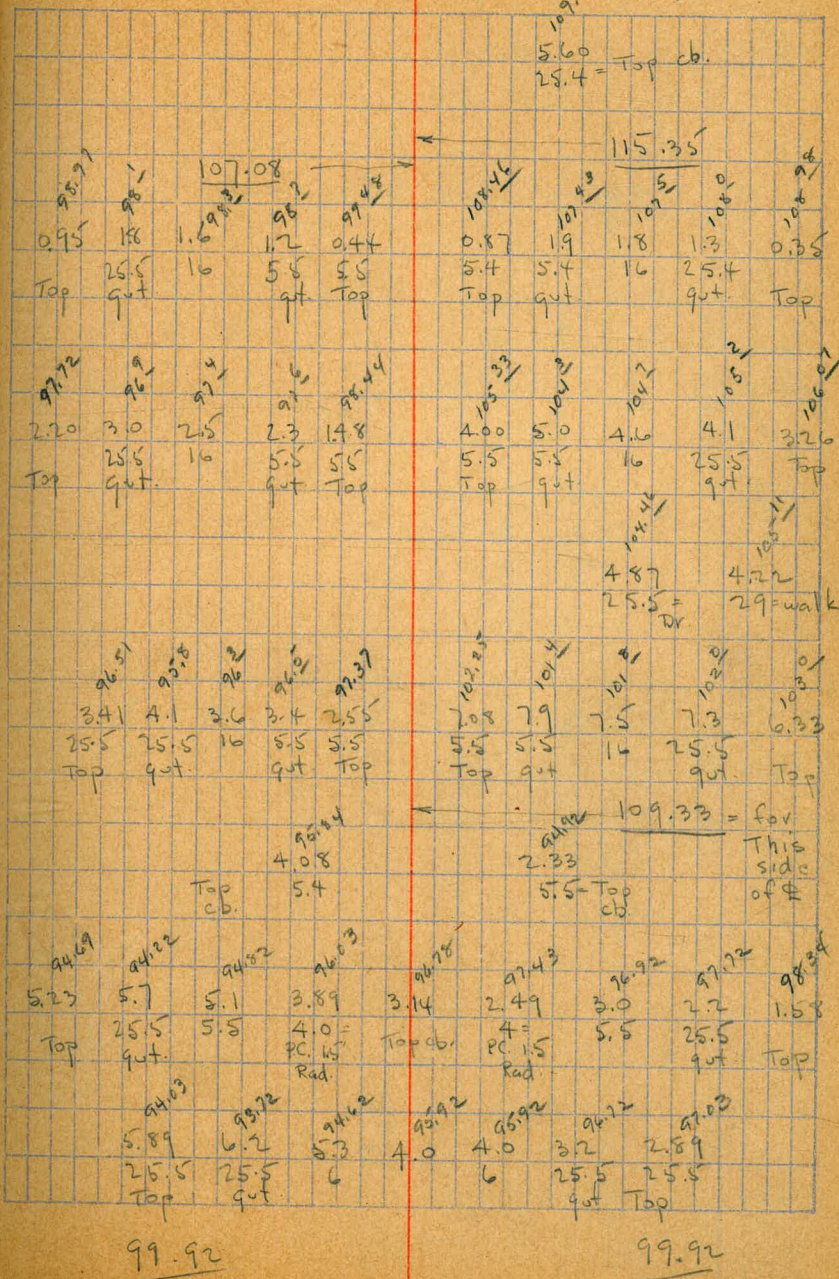 109.
5.60
25.4 = Top cb.
107.08 115.35
98.97 98.1 98.3 98.7 99.48 108.46 107.43 107.5 108.0 108.98
0.95 1.8 1.6 1.2 0.44 0.87 1.9 1.8 1.3 0.35
25.5 16 5.5 5.5 5.4 5.4 16 25.4
Top gut gut. Top Top gut gut. Top
97.72 96.9 97.4 97.6 98.44 105.33 104.3 104.7 105.2 106.07
2.20 3.0 2.5 2.3 1.48 4.00 5.0 4.6 4.1 3.26
25.5 16 5.5 5.5 5.5 5.5 16 25.5 Top
Top gut. gut Top Top gut gut.
104.46 105.11
4.87 4.22
25.5 = 29 = walk
Dr
96.51 95.8 96.3 96.5 97.37 102.25 101.4 101.8 102.0 103.0
3.41 4.1 3.6 3.4 2.55 7.08 7.9 7.5 7.3 6.33
25.5 25.5 16 5.5 5.5 5.5 5.5 16 25.5
Top gut. gut Top Top gut gut. Top
109.33 = for
This
side
of ℄
95.84 94.92
4.08 2.33
Top 5.4 5.5 = Top
cb. cb
94.69 94.22 94.82 96.03 96.78 97.43 96.92 97.72 98.34
5.23 5.7 5.1 3.89 3.14 2.49 3.0 2.2 1.58
25.5 5.5 4.0 = 4 = 5.5 25.5
Top gut. PC. 15 Top cb. PC. 15 gut Top
Rad. Rad
94.03 93.72 94.62 95.92 95.92 96.72 97.03
5.89 6.2 5.3 4.0 4.0 3.2 2.89
25.5 25.5 6 6 25.5 25.5
Top gut gut Top
99.92 99.92